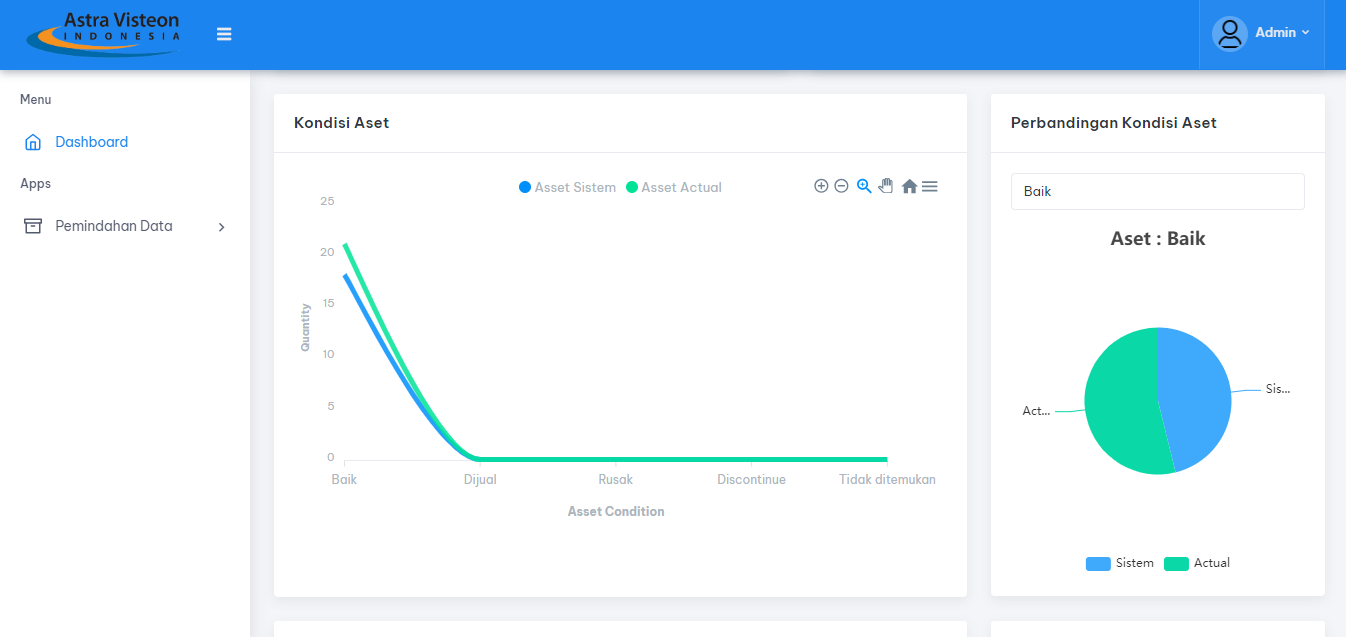 Astra Visteon
INDONESIA
Admin
Menu
Dashboard
Apps
Pemindahan Data
Kondisi Aset
Asset Sistem
Asset Actual
25
20
15
10
5
0
Quantity
Baik
Dijual
Rusak
Discontinue
Tidak ditemukan
Asset Condition
Perbandingan Kondisi Aset
Baik
Aset : Baik
Sis...
Act...
Sistem
Actual